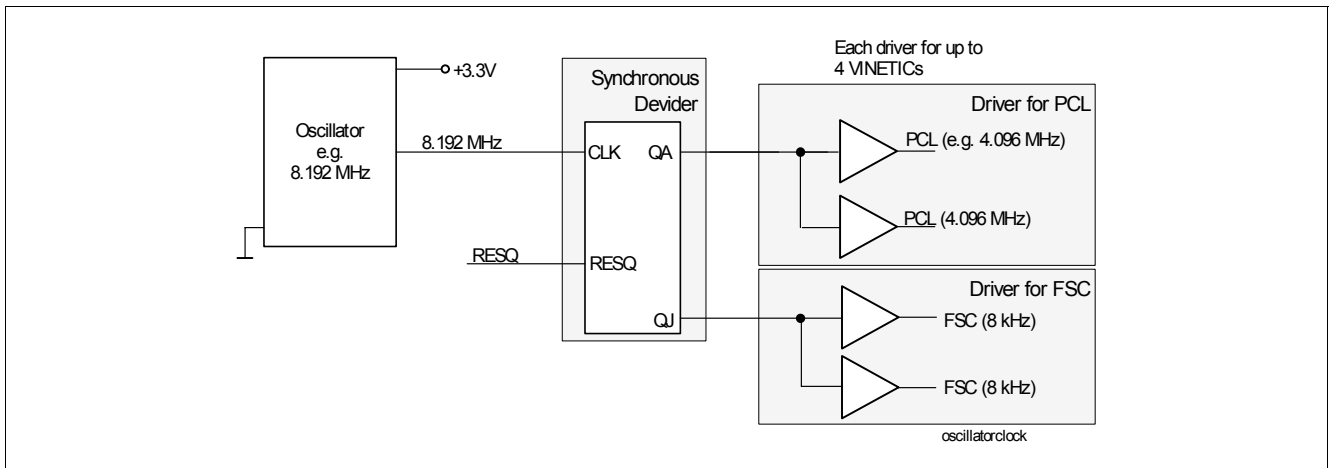 Each driver for up to
4 VINETICs
+3.3V
Synchronous
Devider
Driver for PCL
Oscillator
e.g.
8.192 MHz
8.192 MHz
CLK
QA
PCL (e.g. 4.096 MHz)
PCL (4.096 MHz)
RESQ
RESQ
Driver for FSC
QJ
FSC (8 kHz)
FSC (8 kHz)
oscillatorclock